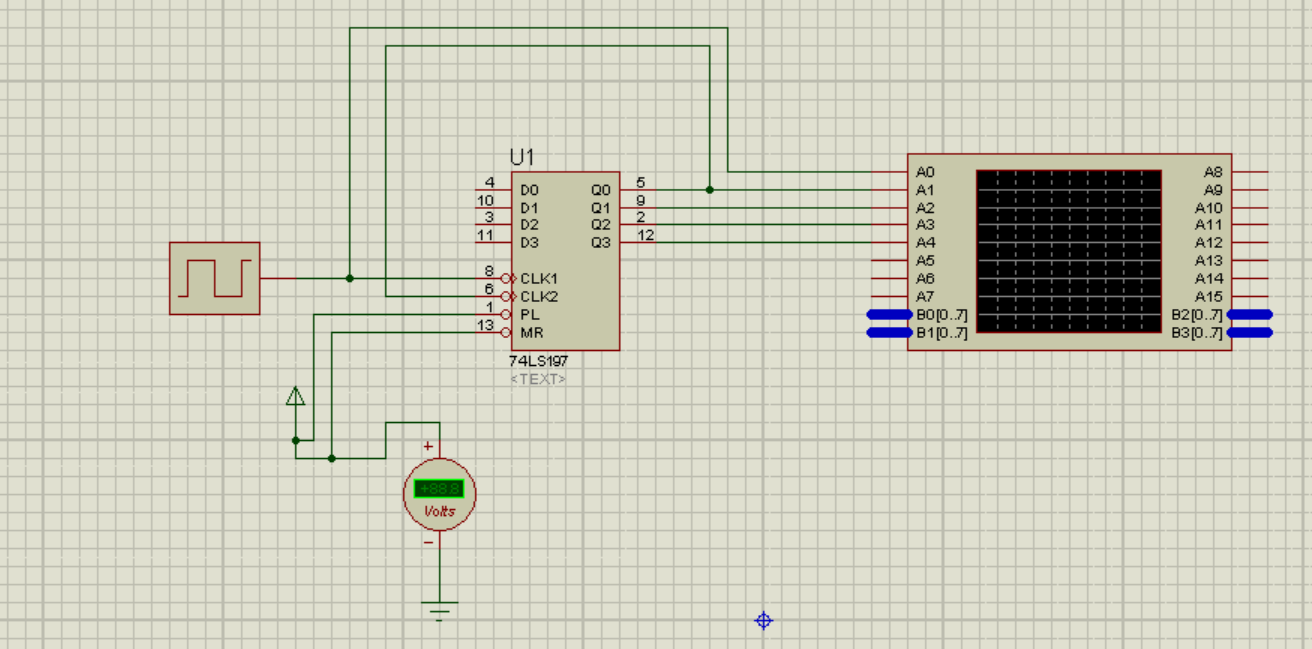 U1
4 D0 Q0 5
10 D1 Q1 9
3 D2 Q2 2
11 D3 Q3 12
8 CLK1
6 CLK2
1 PL
13 MR
74LS197
<TEXT>
A0 A8
A1 A9
A2 A10
A3 A11
A4 A12
A5 A13
A6 A14
A7 A15
B0[0..7] B2[0..7]
B1[0..7] B3[0..7]
+
+88.8
Volts
−